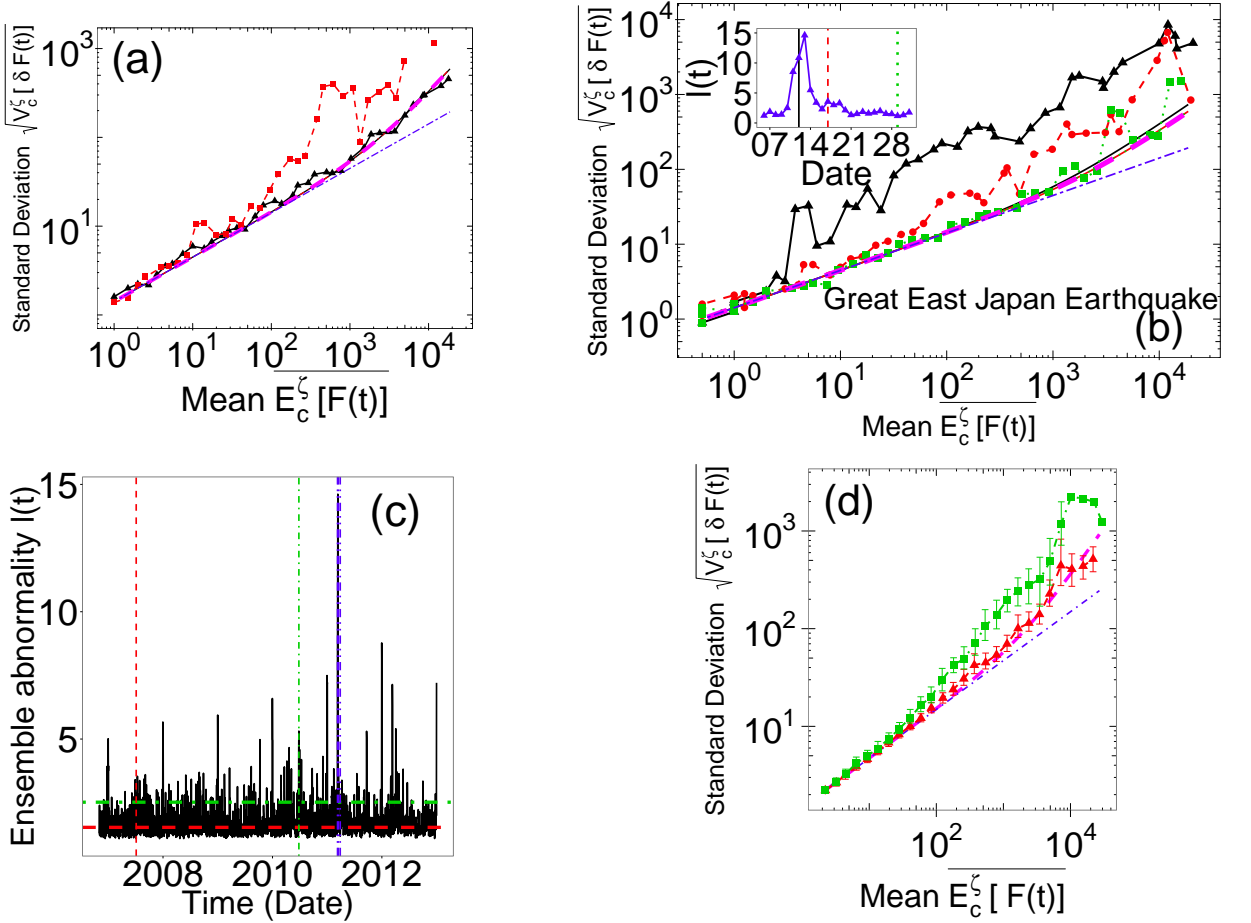 (a)
Standard Deviation √V_c^ζ [ δ F(t)]
10^3
10^1
10^0 10^1 10^2 10^3 10^4
Mean E_c^ζ [F(t)]
(b)
Standard Deviation √V_c^ζ [ δ F(t)]
10^4
10^3
10^2
10^1
10^0
I(t)
15
10
5
0
07 14 21 28
Date
Great East Japan Earthquake
10^0 10^1 10^2 10^3 10^4
Mean E_c^ζ [F(t)]
(c)
Ensemble abnormality I(t)
15
10
5
2008 2010 2012
Time (Date)
(d)
Standard Deviation √V_c^ζ [ δ F(t)]
10^3
10^2
10^1
10^2 10^4
Mean E_c^ζ [ F(t)]